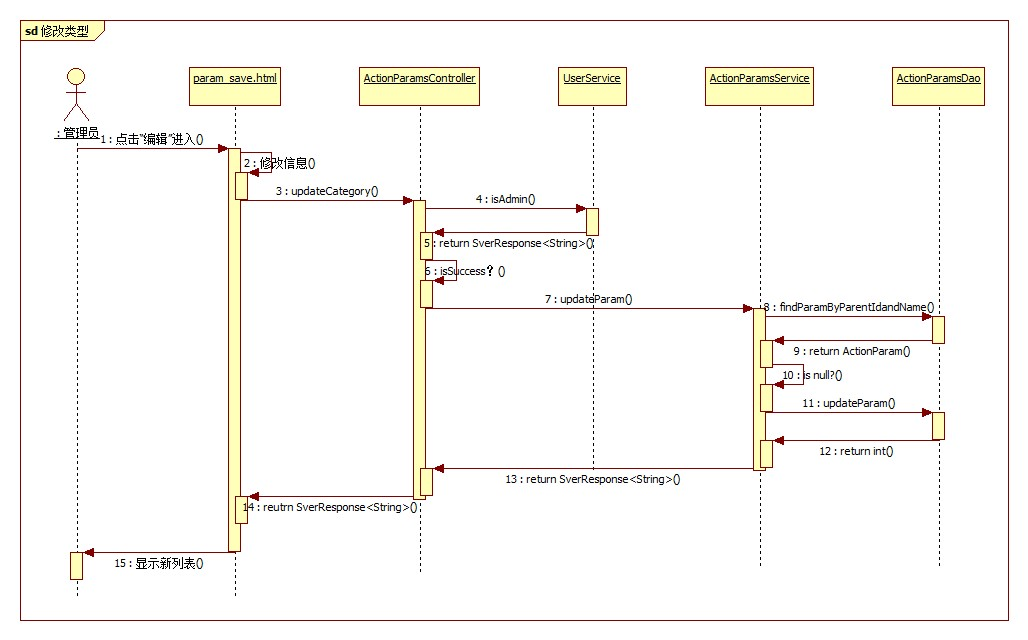 sd 修改类型
param_save.html
ActionParamsController
UserService
ActionParamsService
ActionParamsDao
: 管理员
1 : 点击“编辑”进入()
2 : 修改信息()
3 : updateCategory()
4 : isAdmin()
5 : return SverResponse<String>()
6 : isSuccess？()
7 : updateParam()
8 : findParamByParentIdandName()
9 : return ActionParam()
10 : is null?()
11 : updateParam()
12 : return int()
13 : return SverResponse<String>()
14 : reutrn SverResponse<String>()
15 : 显示新列表()